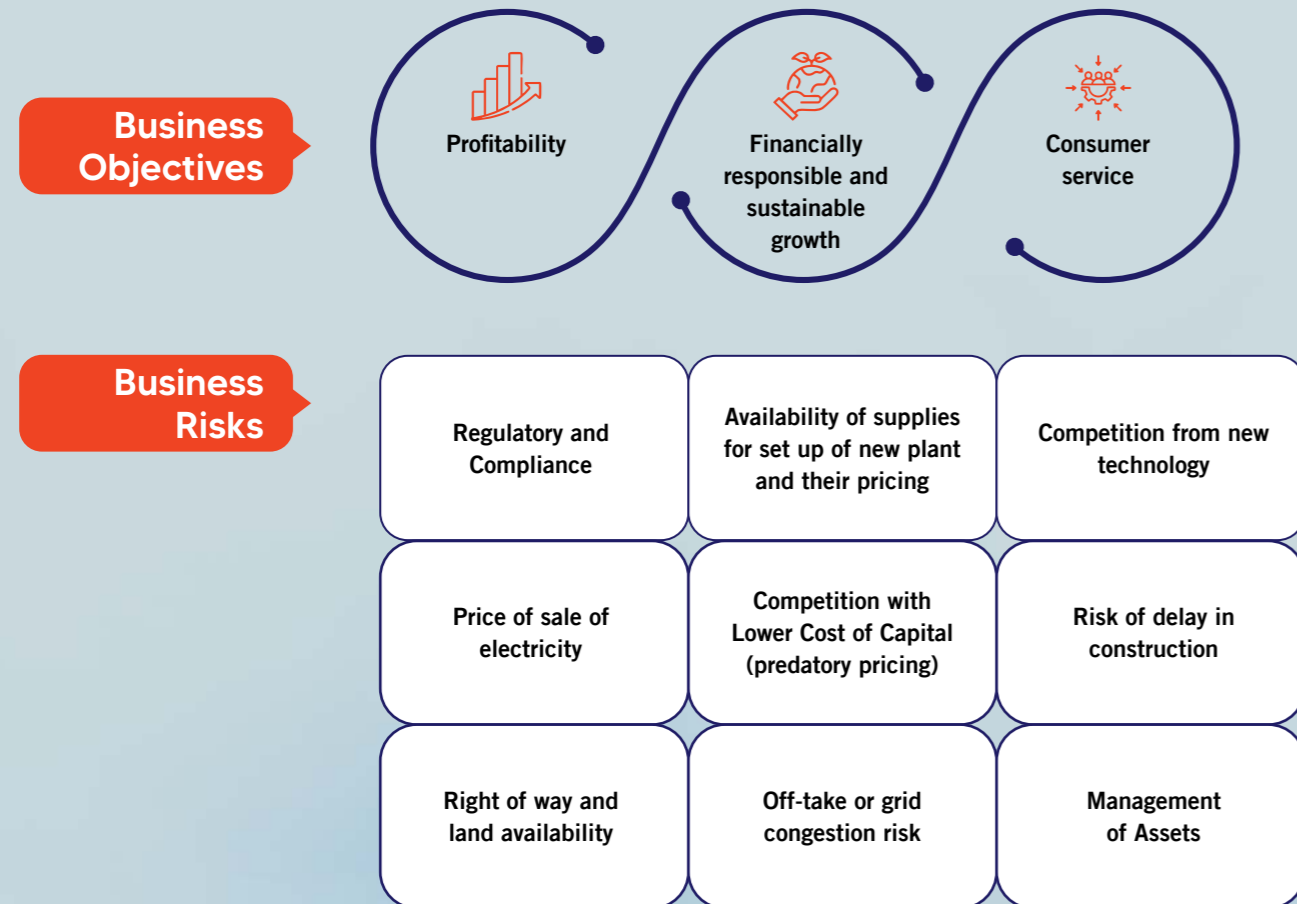 Business
Objectives
Profitability
Financially
responsible and
sustainable
growth
Consumer
service
Business
Risks
Regulatory and
Compliance
Availability of supplies
for set up of new plant
and their pricing
Competition from new
technology
Price of sale of
electricity
Competition with
Lower Cost of Capital
(predatory pricing)
Risk of delay in
construction
Right of way and
land availability
Off-take or grid
congestion risk
Management
of Assets